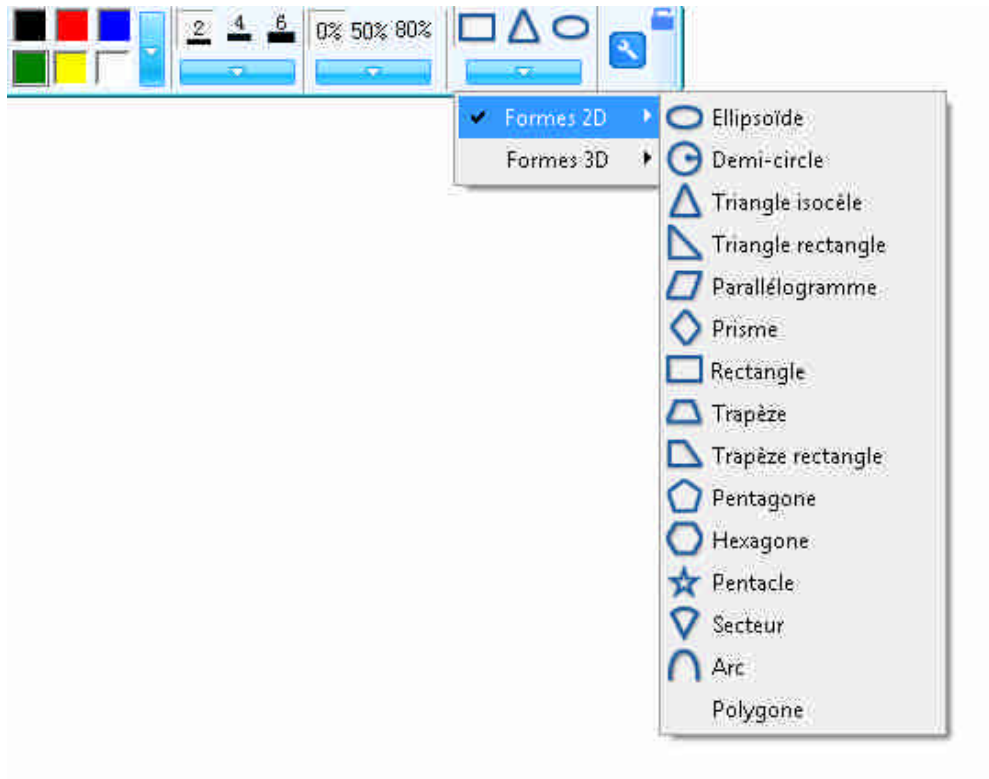 2 4 6 0% 50% 80%
Formes 2D
Formes 3D
Ellipsoïde
Demi-circle
Triangle isocèle
Triangle rectangle
Parallélogramme
Prisme
Rectangle
Trapèze
Trapèze rectangle
Pentagone
Hexagone
Pentacle
Secteur
Arc
Polygone